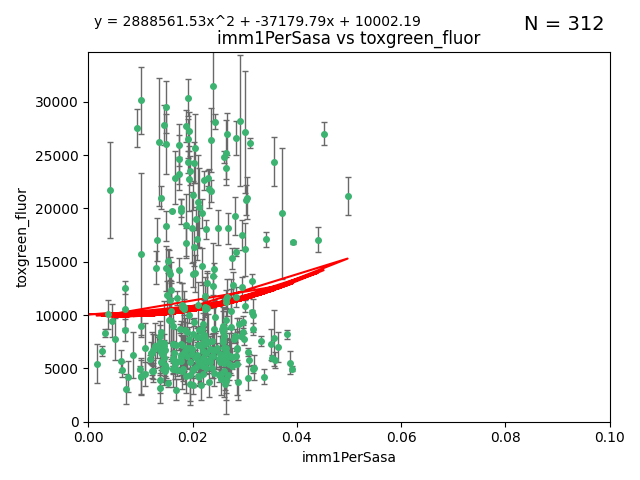 y = 2888561.53x^2 + -37179.79x + 10002.19
N = 312
imm1PerSasa vs toxgreen_fluor
toxgreen_fluor
30000
25000
20000
15000
10000
5000
0
0.00 0.02 0.04 0.06 0.08 0.10
imm1PerSasa